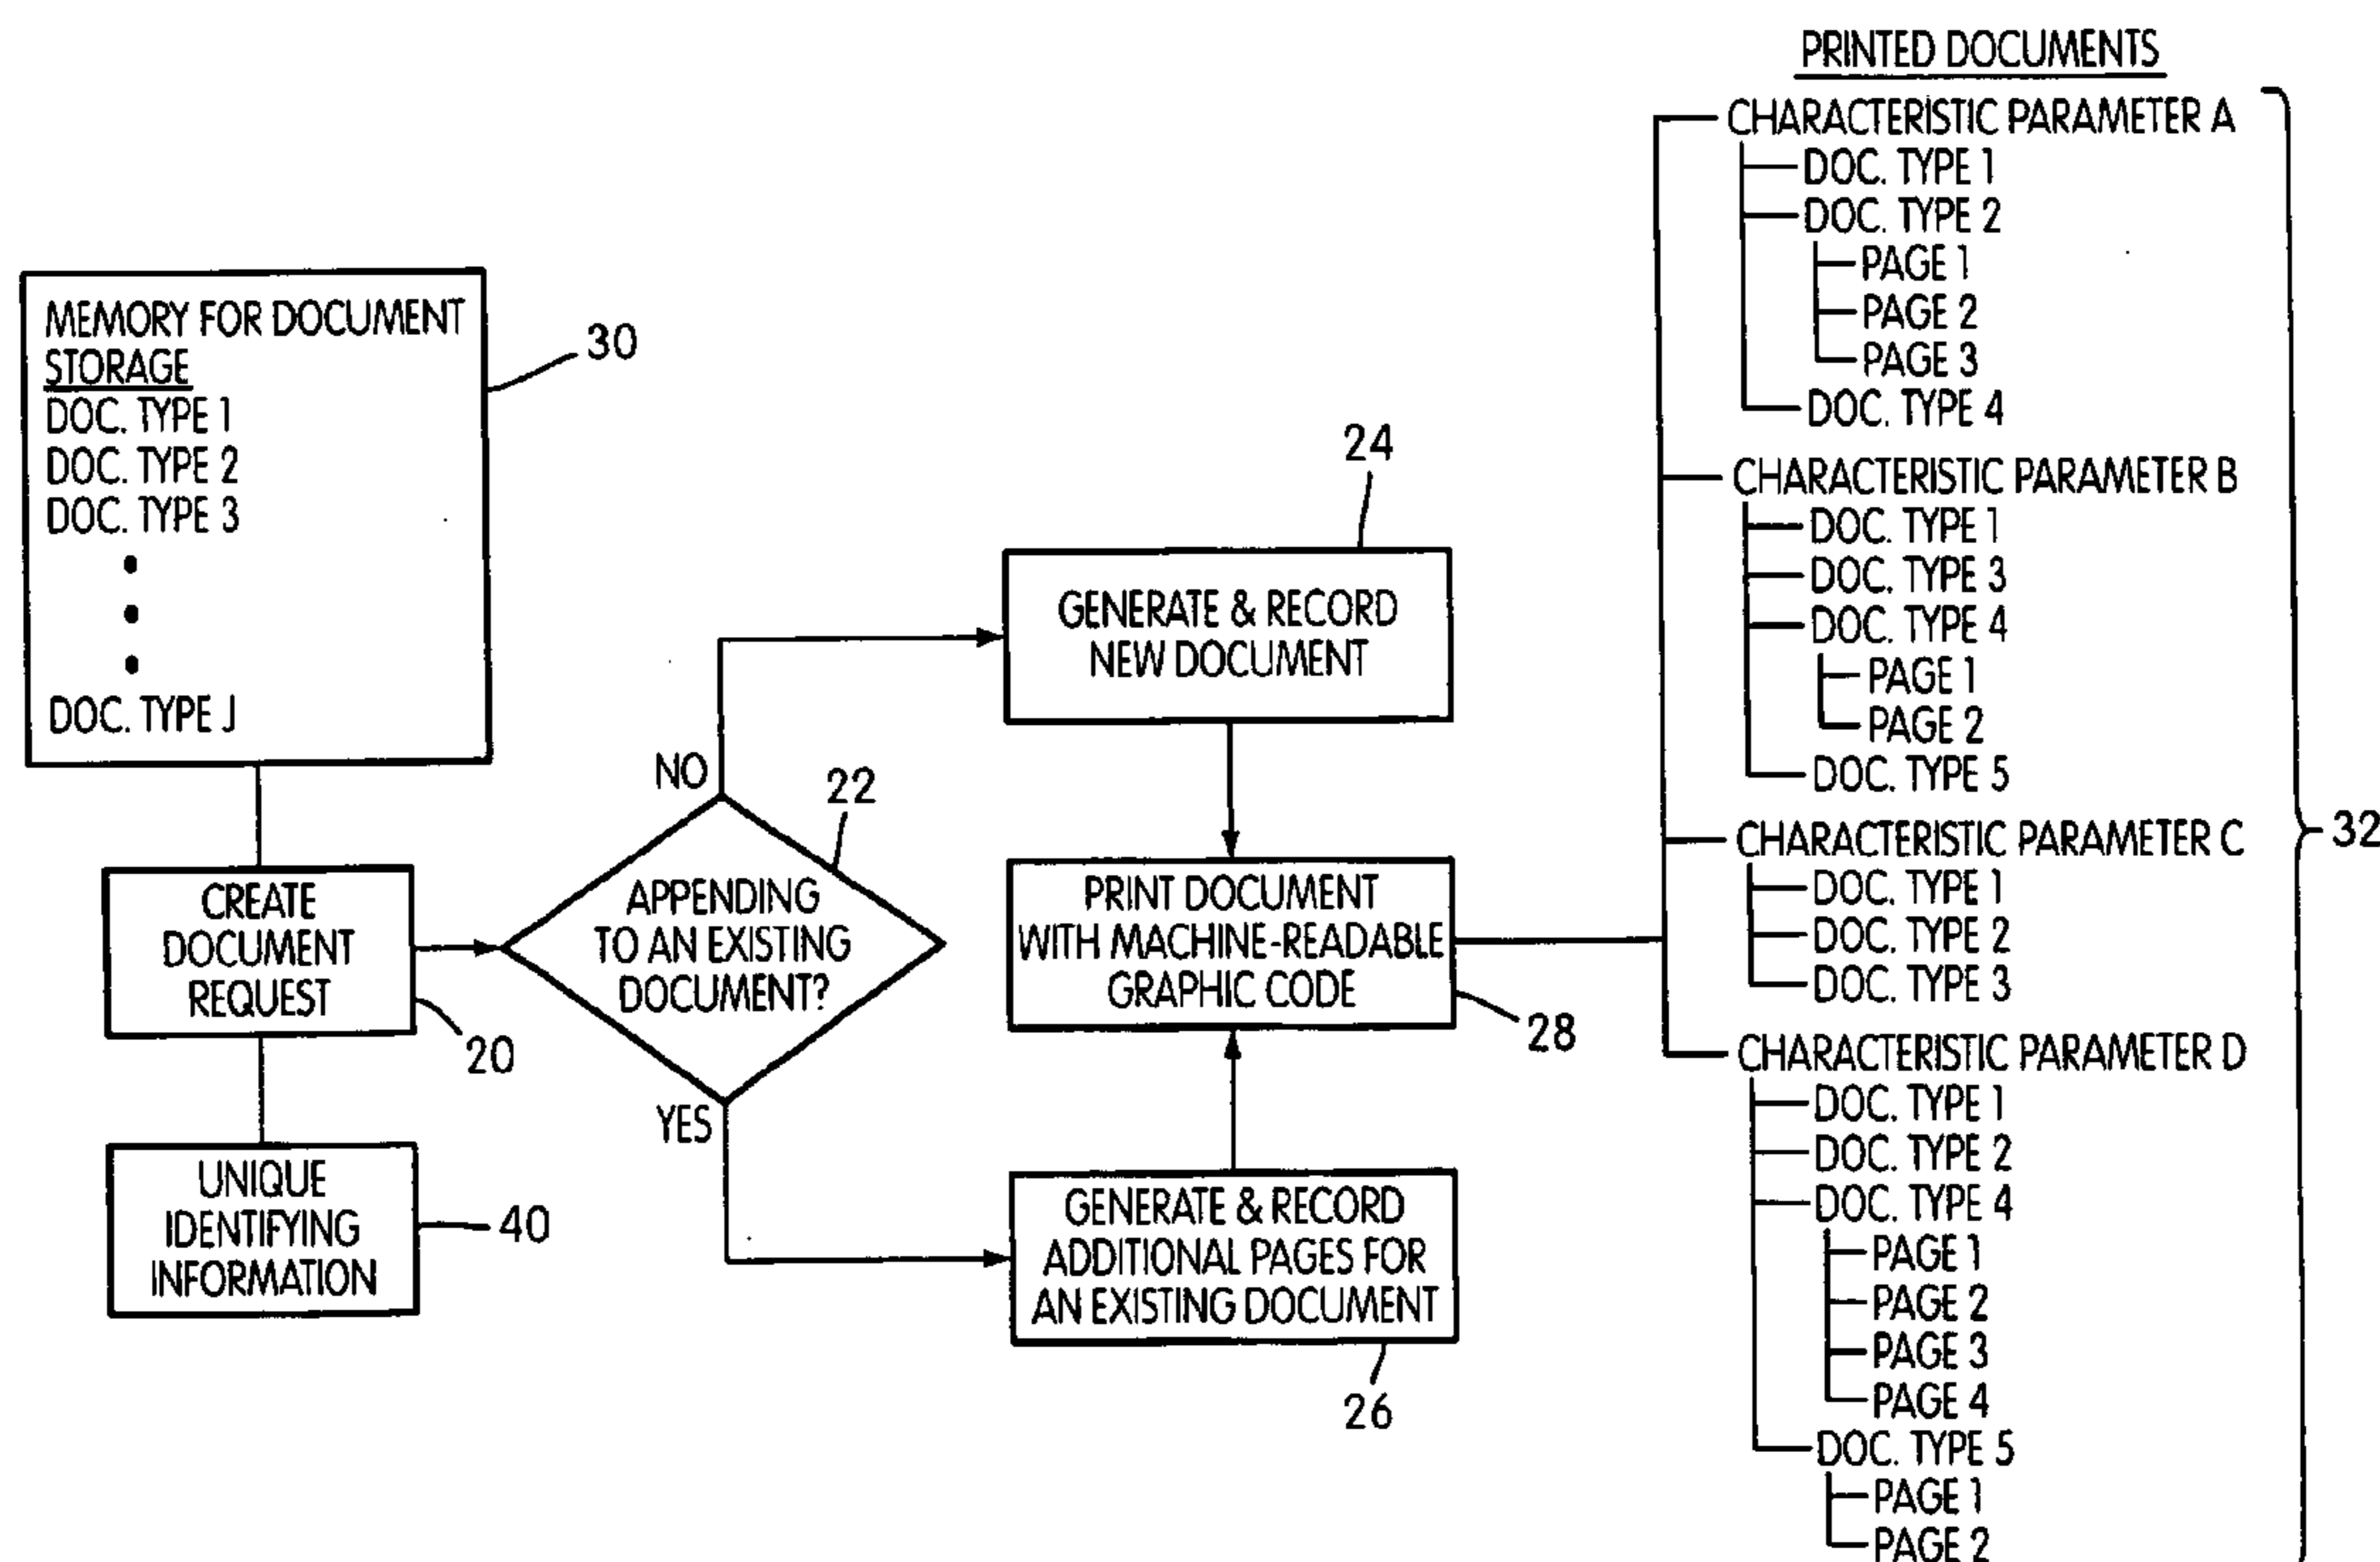 MEMORY FOR DOCUMENT
STORAGE
DOC. TYPE 1
DOC. TYPE 2
DOC. TYPE 3
DOC. TYPE J
30
CREATE
DOCUMENT
REQUEST
20
UNIQUE
IDENTIFYING
INFORMATION
40
APPENDING
TO AN EXISTING
DOCUMENT?
22
NO
YES
24
GENERATE & RECORD
NEW DOCUMENT
PRINT DOCUMENT
WITH MACHINE-READABLE
GRAPHIC CODE
28
GENERATE & RECORD
ADDITIONAL PAGES FOR
AN EXISTING DOCUMENT
26
PRINTED DOCUMENTS
CHARACTERISTIC PARAMETER A
DOC. TYPE 1
DOC. TYPE 2
PAGE 1
PAGE 2
PAGE 3
DOC. TYPE 4
CHARACTERISTIC PARAMETER B
DOC. TYPE 1
DOC. TYPE 3
DOC. TYPE 4
PAGE 1
PAGE 2
DOC. TYPE 5
CHARACTERISTIC PARAMETER C
DOC. TYPE 1
DOC. TYPE 2
DOC. TYPE 3
CHARACTERISTIC PARAMETER D
DOC. TYPE 1
DOC. TYPE 2
DOC. TYPE 4
PAGE 1
PAGE 2
PAGE 3
PAGE 4
DOC. TYPE 5
PAGE 1
PAGE 2
32